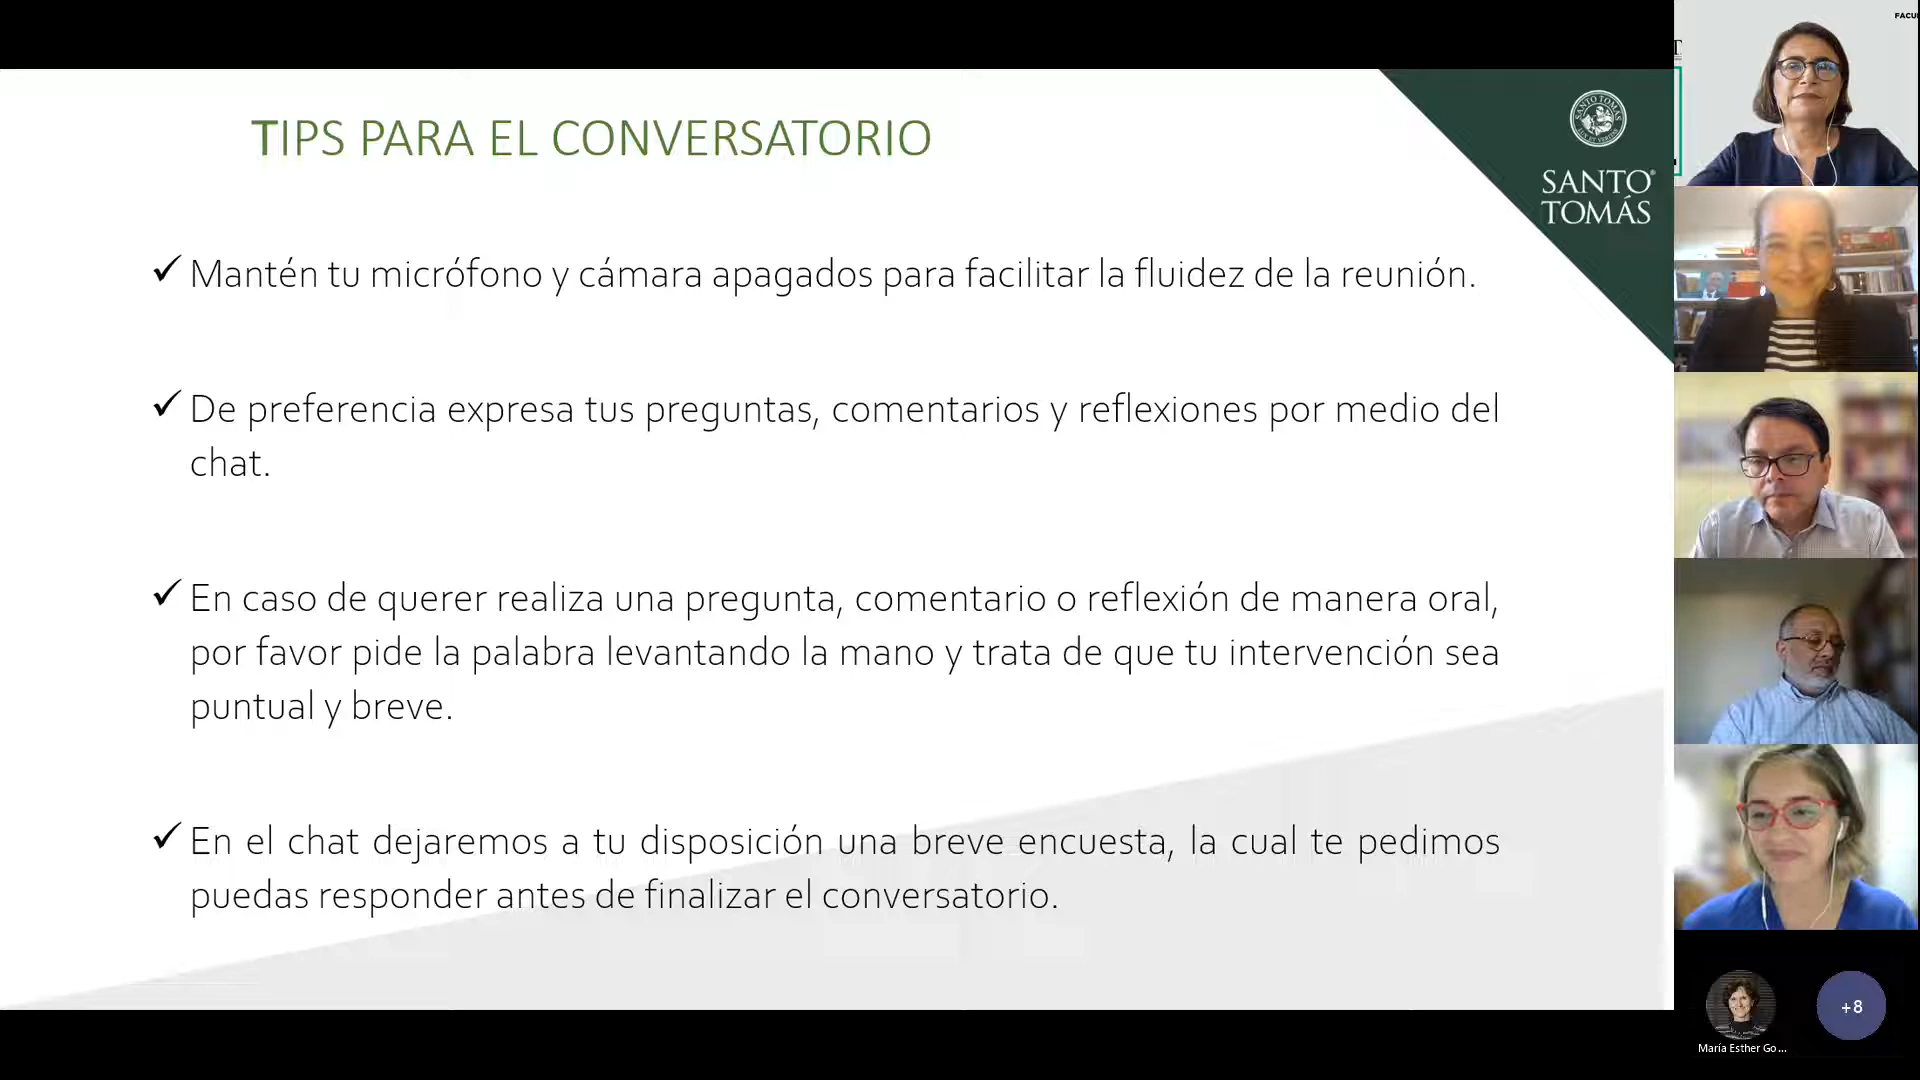 FACU
TIPS PARA EL CONVERSATORIO
SANTO TOMÁS
SANTO®
TOMÁS
✓ Mantén tu micrófono y cámara apagados para facilitar la fluidez de la reunión.
✓ De preferencia expresa tus preguntas, comentarios y reflexiones por medio del
chat.
✓ En caso de querer realiza una pregunta, comentario o reflexión de manera oral,
por favor pide la palabra levantando la mano y trata de que tu intervención sea
puntual y breve.
✓ En el chat dejaremos a tu disposición una breve encuesta, la cual te pedimos
puedas responder antes de finalizar el conversatorio.
+8
María Esther Go...